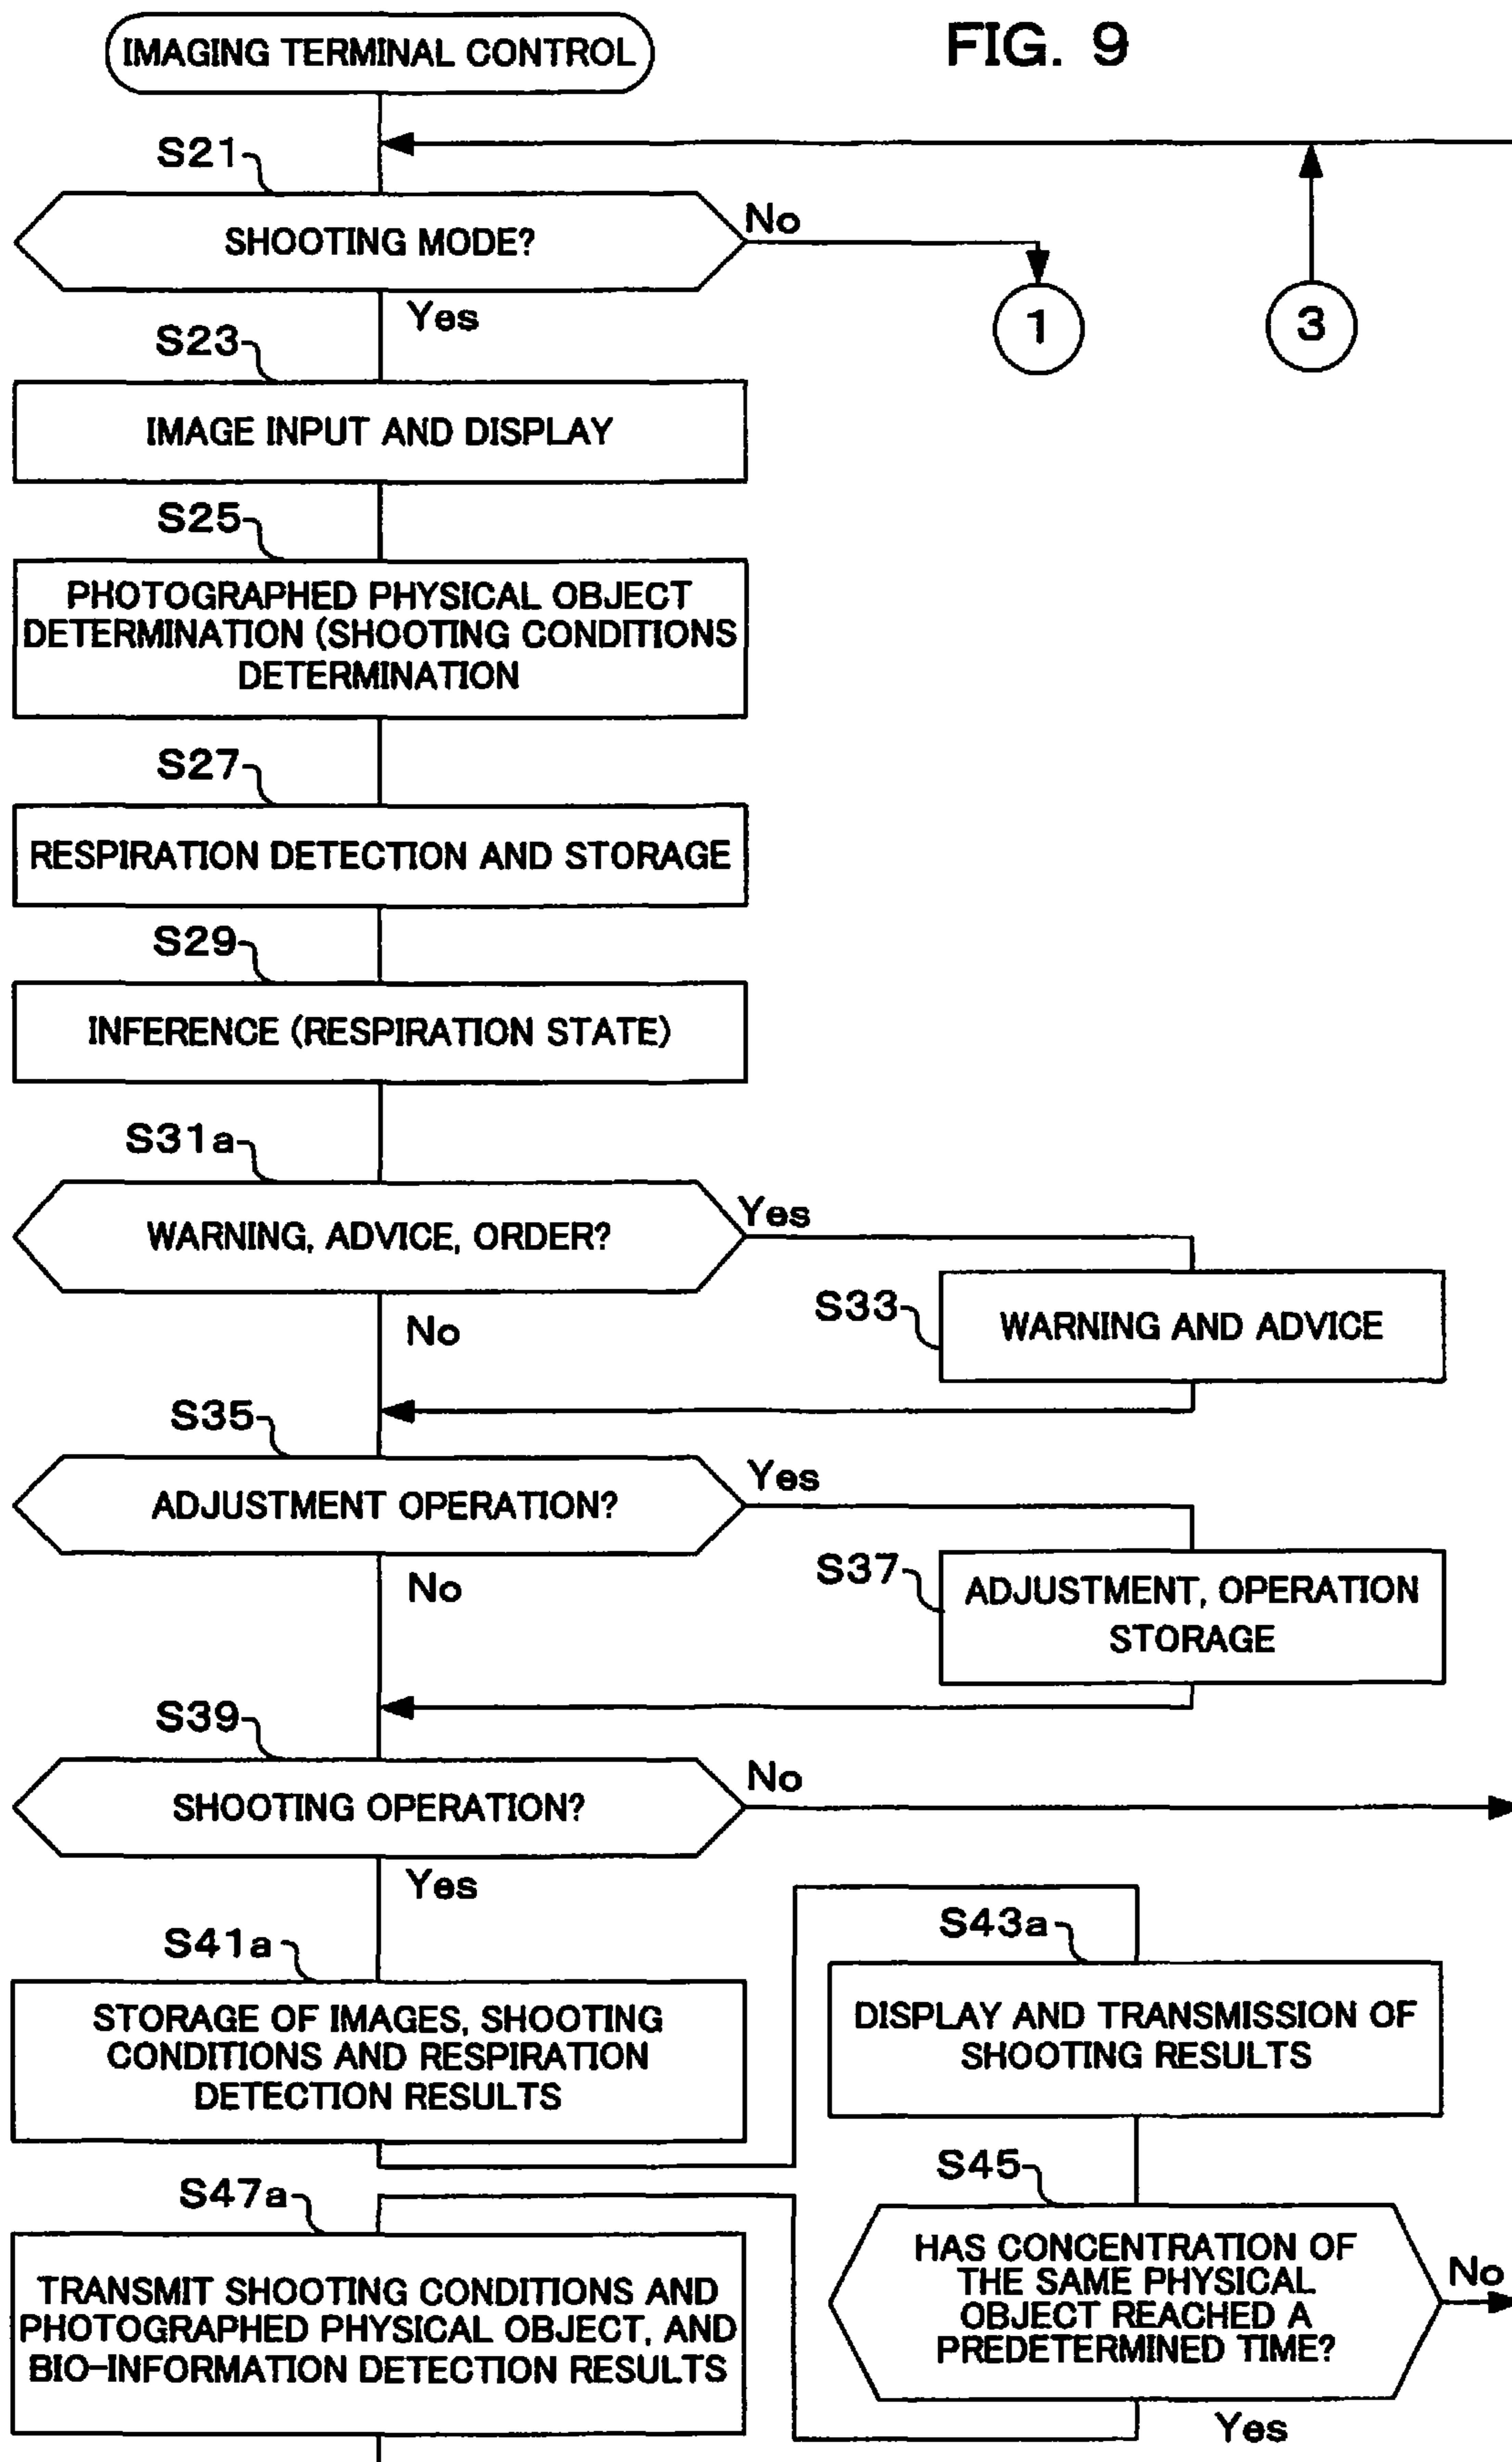 FIG. 9
IMAGING TERMINAL CONTROL
S21
SHOOTING MODE?
No
1
3
Yes
S23
IMAGE INPUT AND DISPLAY
S25
PHOTOGRAPHED PHYSICAL OBJECT
DETERMINATION (SHOOTING CONDITIONS
DETERMINATION
S27
RESPIRATION DETECTION AND STORAGE
S29
INFERENCE (RESPIRATION STATE)
S31a
WARNING, ADVICE, ORDER?
Yes
S33
WARNING AND ADVICE
No
S35
ADJUSTMENT OPERATION?
Yes
S37
ADJUSTMENT, OPERATION
STORAGE
No
S39
SHOOTING OPERATION?
No
Yes
S41a
STORAGE OF IMAGES, SHOOTING
CONDITIONS AND RESPIRATION
DETECTION RESULTS
S43a
DISPLAY AND TRANSMISSION OF
SHOOTING RESULTS
S45
HAS CONCENTRATION OF
THE SAME PHYSICAL
OBJECT REACHED A
PREDETERMINED TIME?
No
Yes
S47a
TRANSMIT SHOOTING CONDITIONS AND
PHOTOGRAPHED PHYSICAL OBJECT, AND
BIO-INFORMATION DETECTION RESULTS